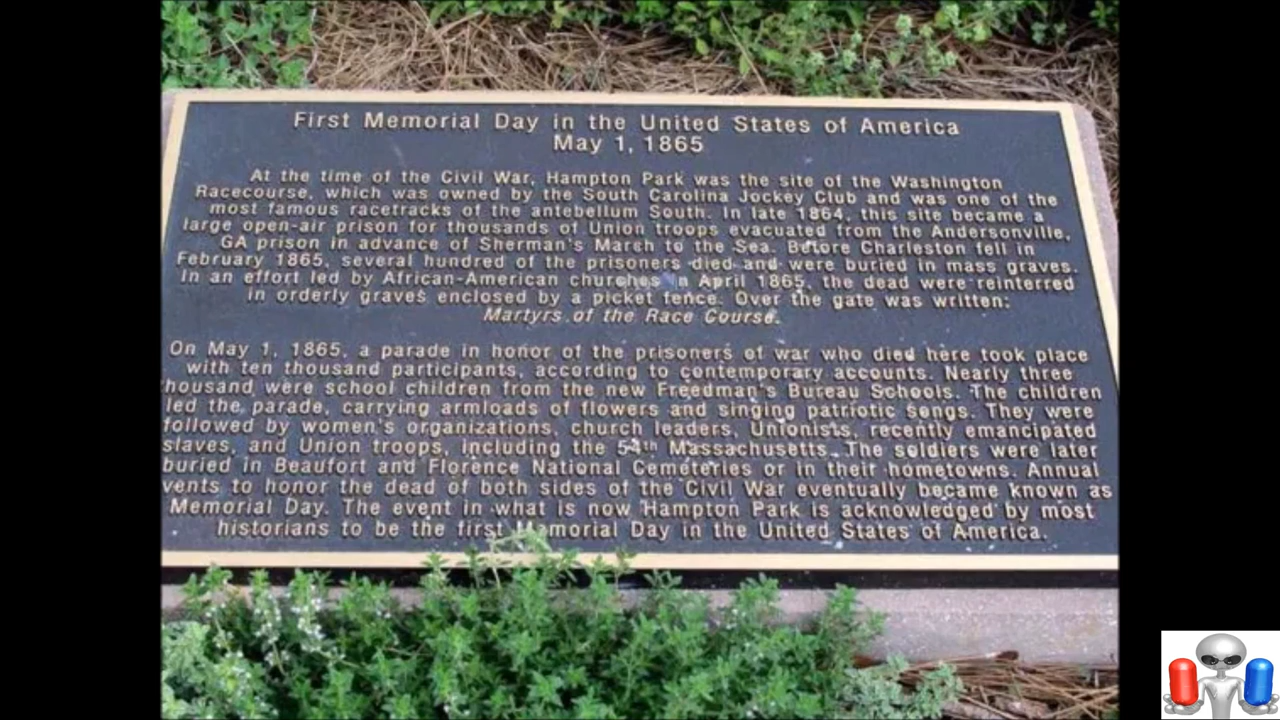 First Memorial Day in the United States of America
May 1, 1865
At the time of the Civil War, Hampton Park was the site of the Washington
Racecourse, which was owned by the South Carolina Jockey Club and was one of the
most famous racetracks of the antebellum South. In late 1864, this site became a
large open-air prison for thousands of Union troops evacuated from the Andersonville,
GA prison in advance of Sherman's March to the Sea. Before Charleston fell in
February 1865, several hundred of the prisoners died and were buried in mass graves.
In an effort led by African-American churches in April 1865, the dead were reinterred
in orderly graves enclosed by a picket fence. Over the gate was written:
Martyrs of the Race Course.
On May 1, 1865, a parade in honor of the prisoners of war who died here took place
with ten thousand participants, according to contemporary accounts. Nearly three
housand were school children from the new Freedman's Bureau Schools. The children
led the parade, carrying armloads of flowers and singing patriotic songs. They were
followed by women's organizations, church leaders, Unionists, recently emancipated
slaves, and Union troops, including the 54th Massachusetts. The soldiers were later
buried in Beaufort and Florence National Cemeteries or in their hometowns. Annual
vents to honor the dead of both sides of the Civil War eventually became known as
Memorial Day. The event in what is now Hampton Park is acknowledged by most
historians to be the first Memorial Day in the United States of America.